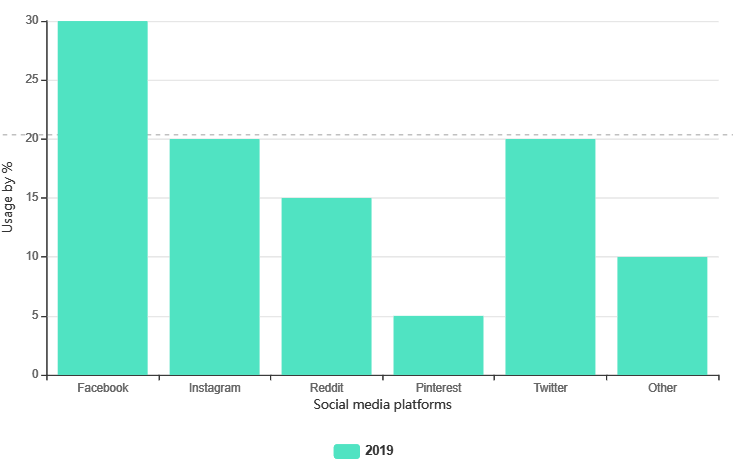 30
25
20
15
10
5
0
Usage by %
Facebook Instagram Reddit Pinterest Twitter Other
Social media platforms
2019